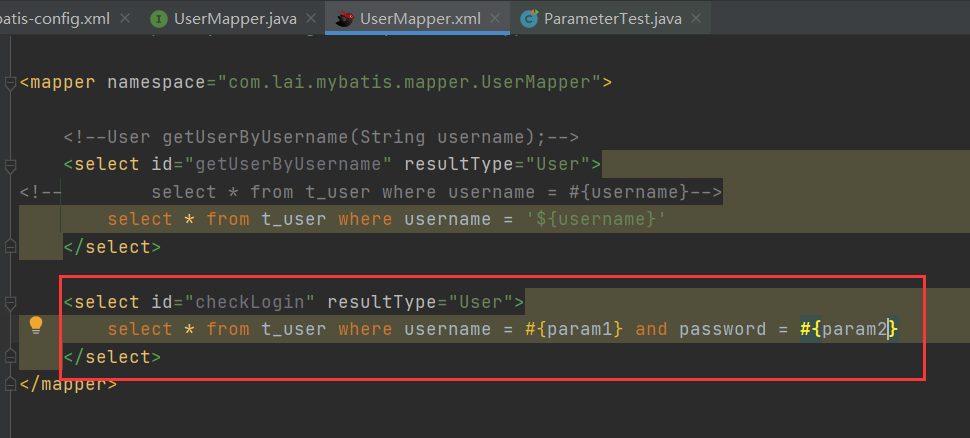 batis-config.xml × UserMapper.java × UserMapper.xml × ParameterTest.java ×
<mapper namespace="com.lai.mybatis.mapper.UserMapper">
<!--User getUserByUsername(String username);-->
<select id="getUserByUsername" resultType="User">
<!-- select * from t_user where username = #{username}-->
select * from t_user where username = '${username}'
</select>
<select id="checkLogin" resultType="User">
select * from t_user where username = #{param1} and password = #{param2}
</select>
</mapper>